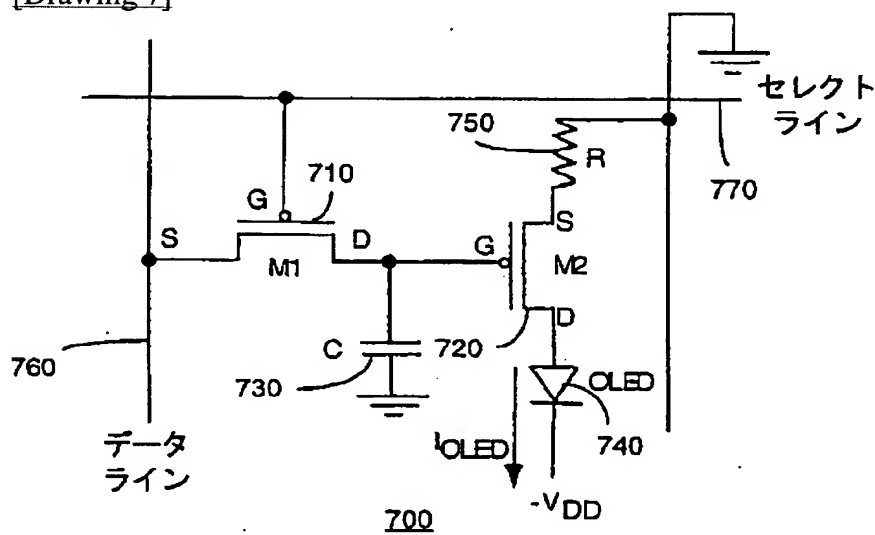 [Drawing 7]
セレクト
ライン
750
R
770
710
G
S
D
M1
G
S
M2
D
760
C
730
720
OLED
740
IOLED
データ
ライン
-VDD
700